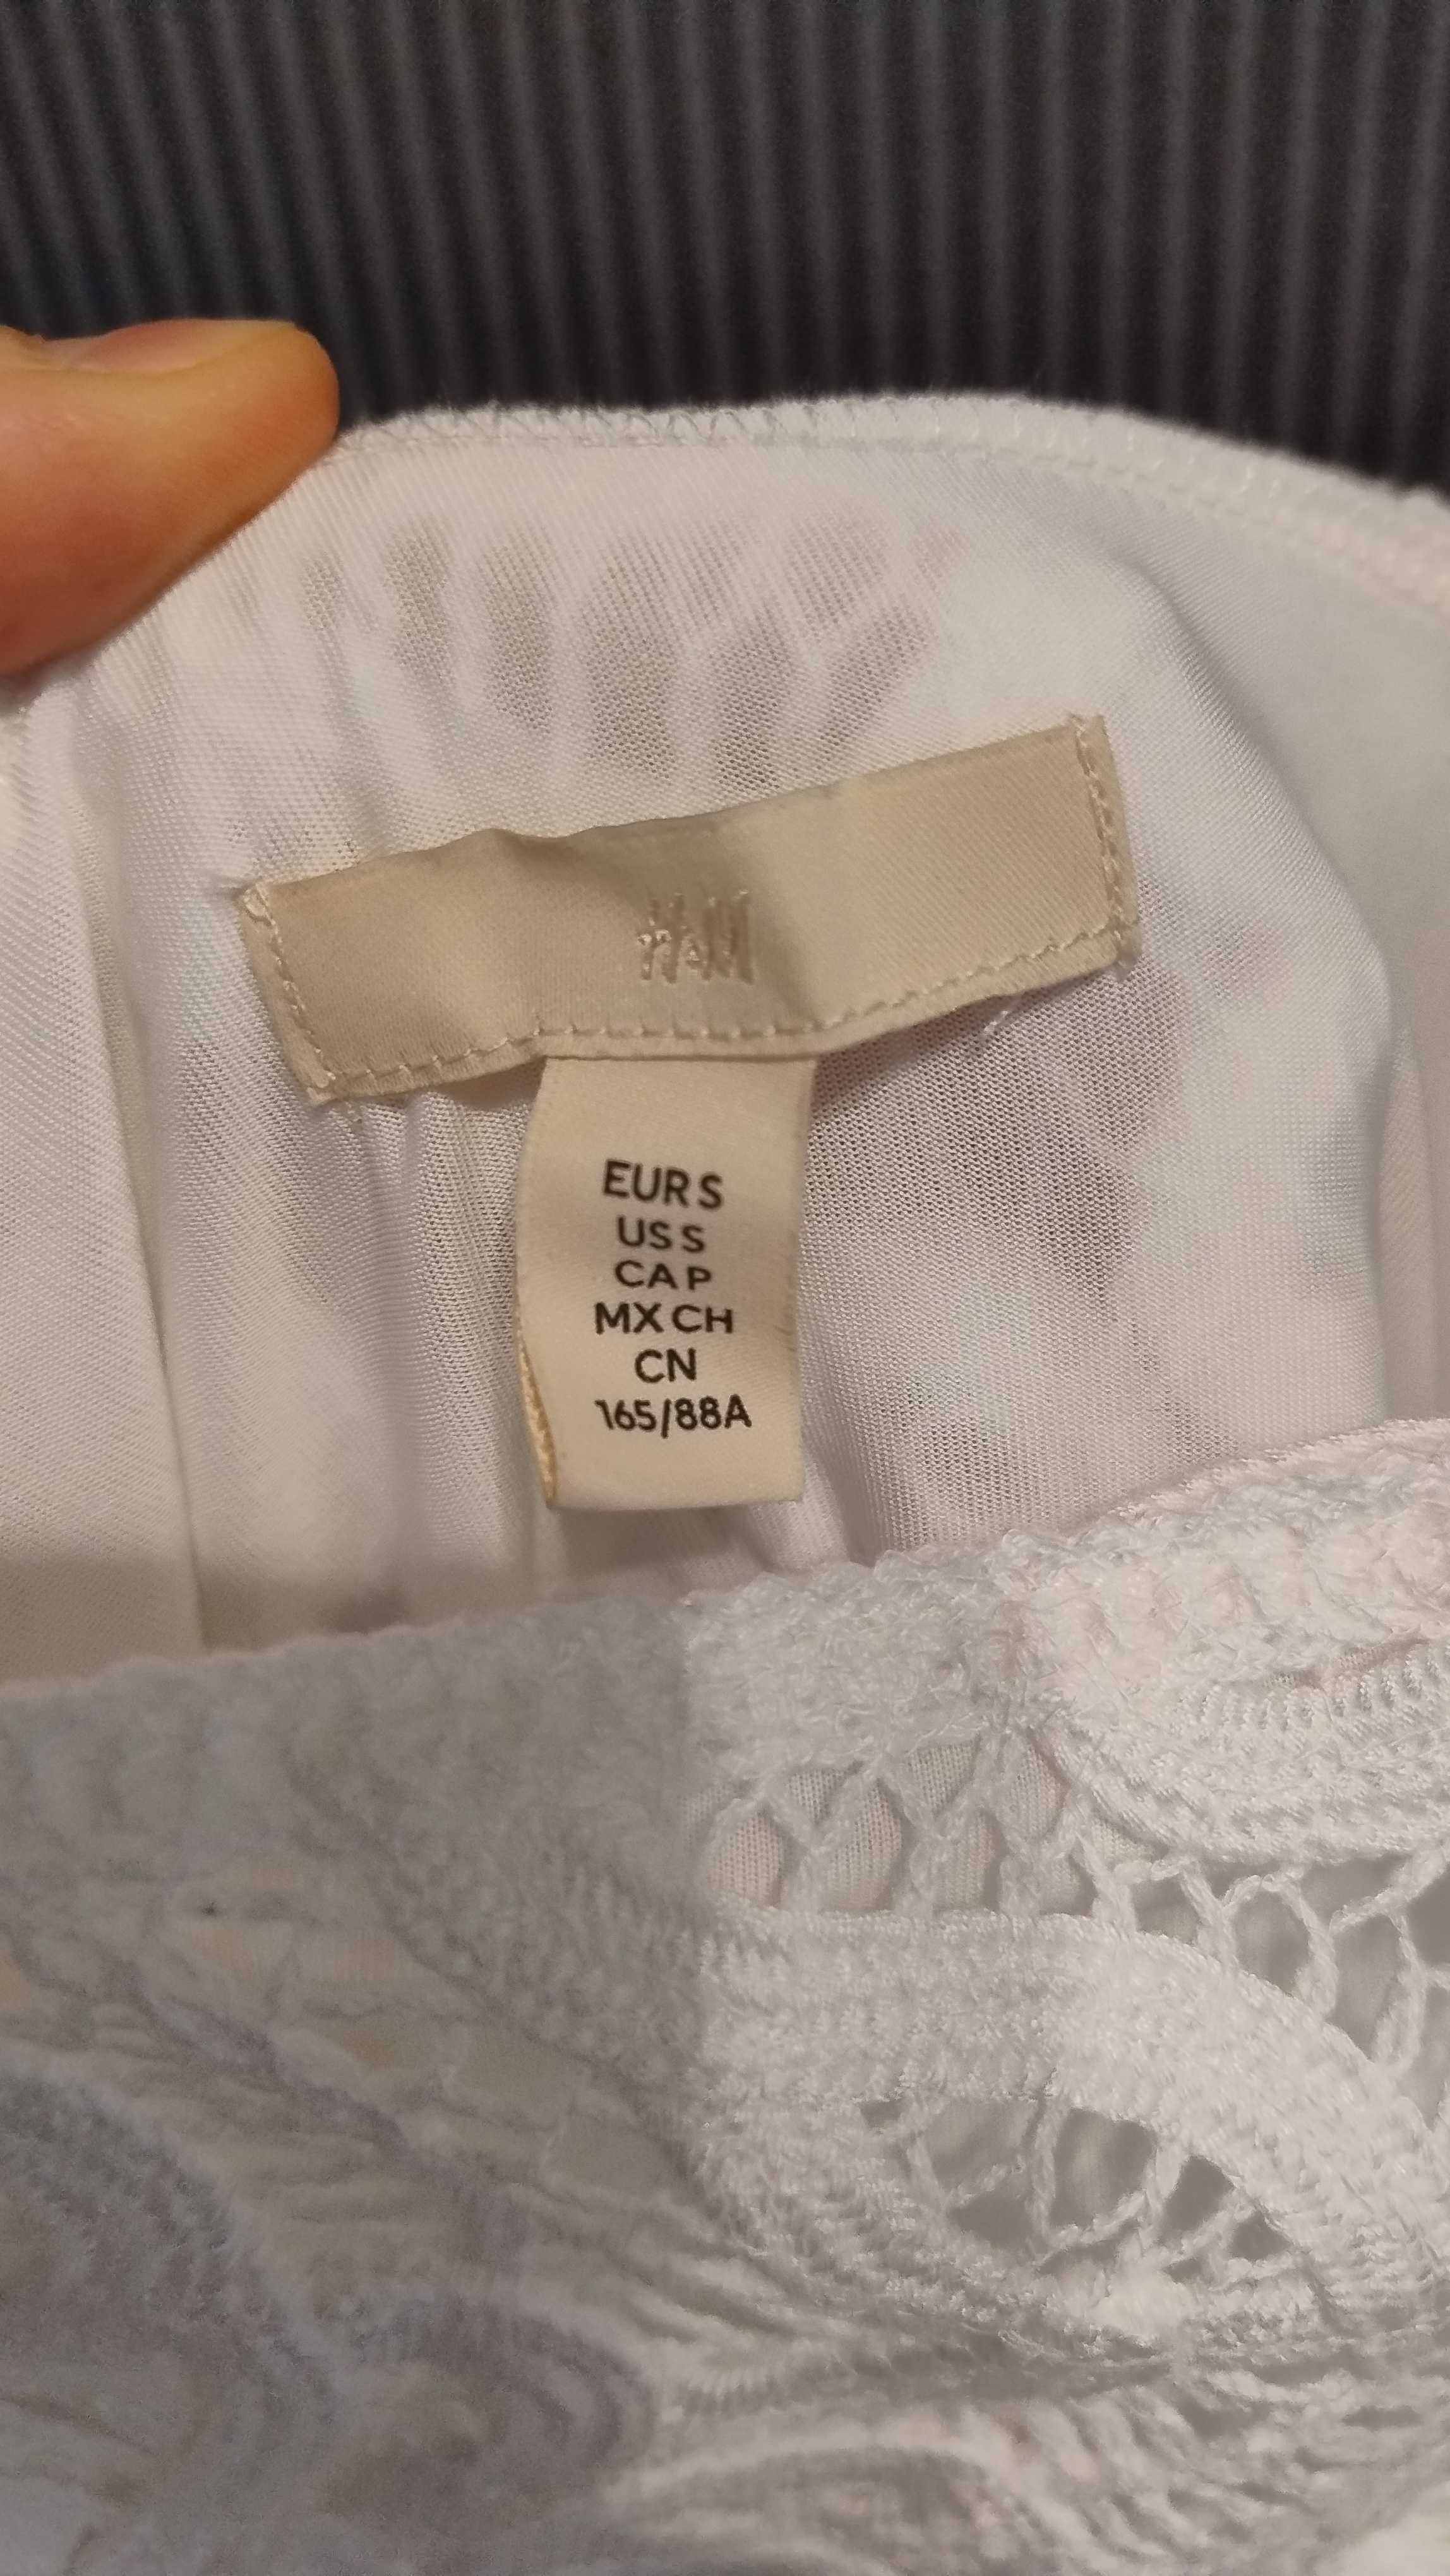 H&M
EUR S
US S
CA P
MX CH
CN
165/88A